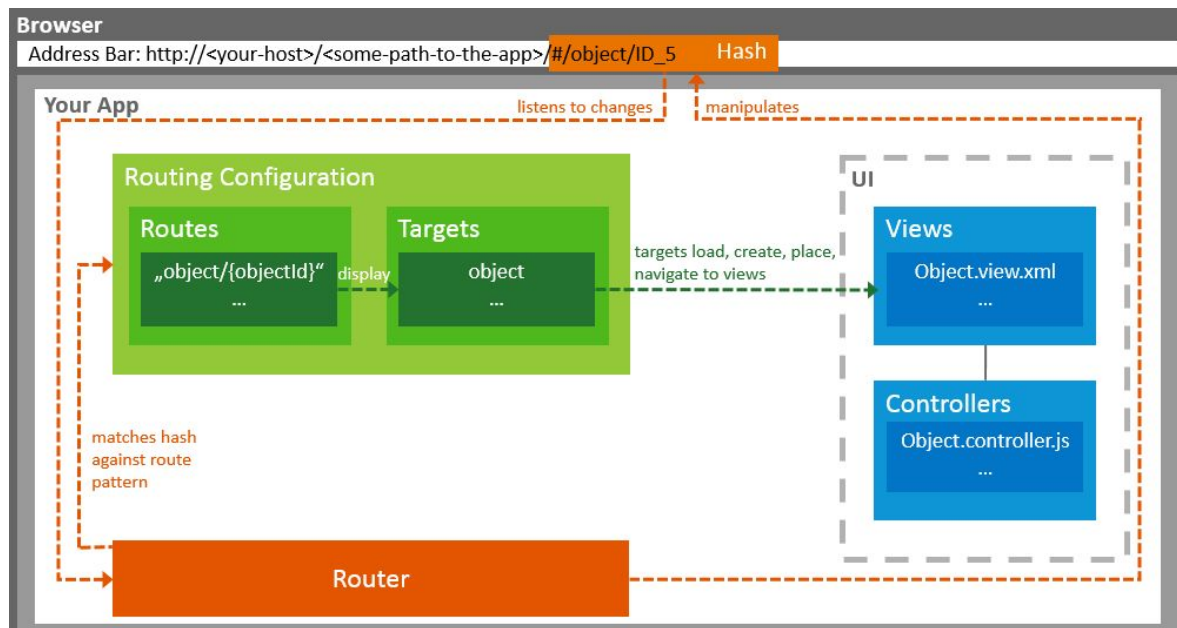 Browser
Address Bar: http://<your-host>/<some-path-to-the-app>/#/object/ID_5 Hash
Your App
listens to changes
manipulates
Routing Configuration
Routes
„object/{objectId}“
...
display
Targets
object
...
targets load, create, place,
navigate to views
UI
Views
Object.view.xml
...
Controllers
Object.controller.js
...
matches hash
against route
pattern
Router